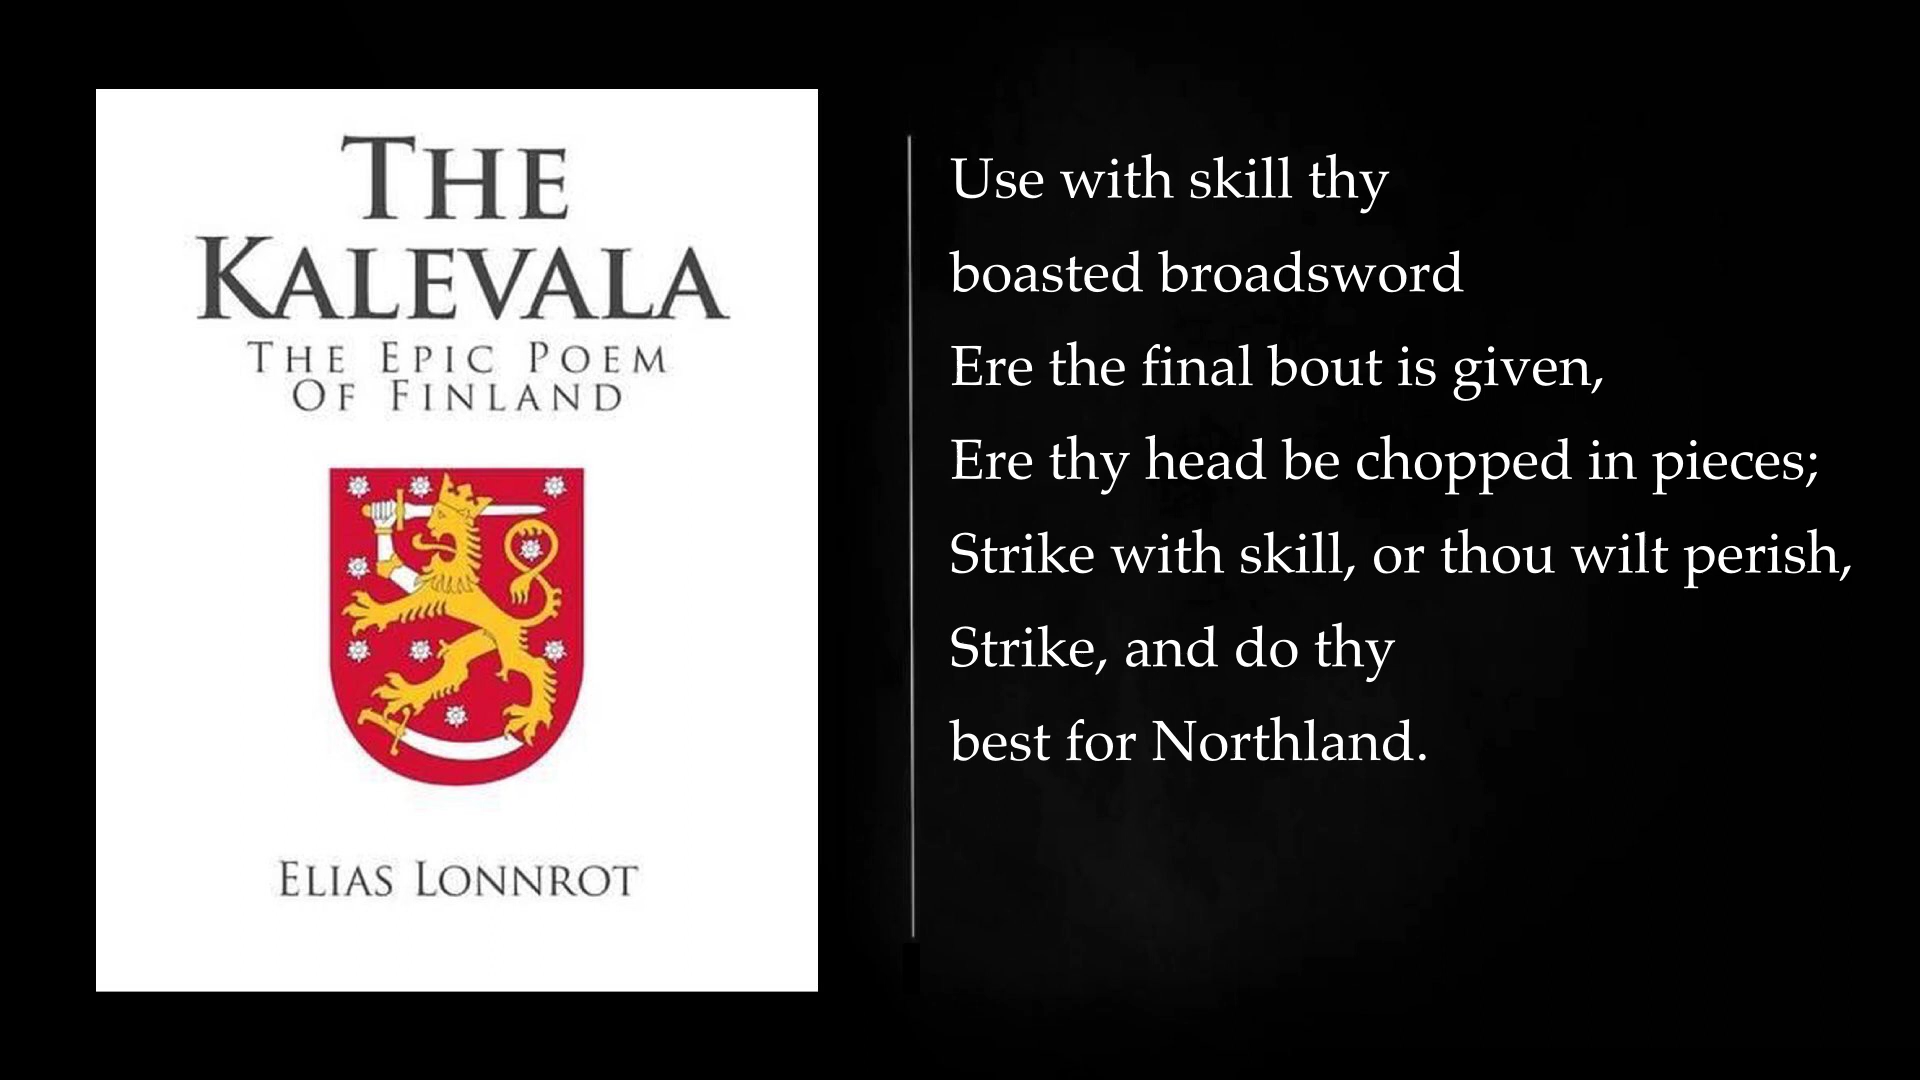 THE
KALEVALA
THE EPIC POEM
OF FINLAND
ELIAS LONNROT
Use with skill thy
boasted broadsword
Ere the final bout is given,
Ere thy head be chopped in pieces;
Strike with skill, or thou wilt perish,
Strike, and do thy
best for Northland.